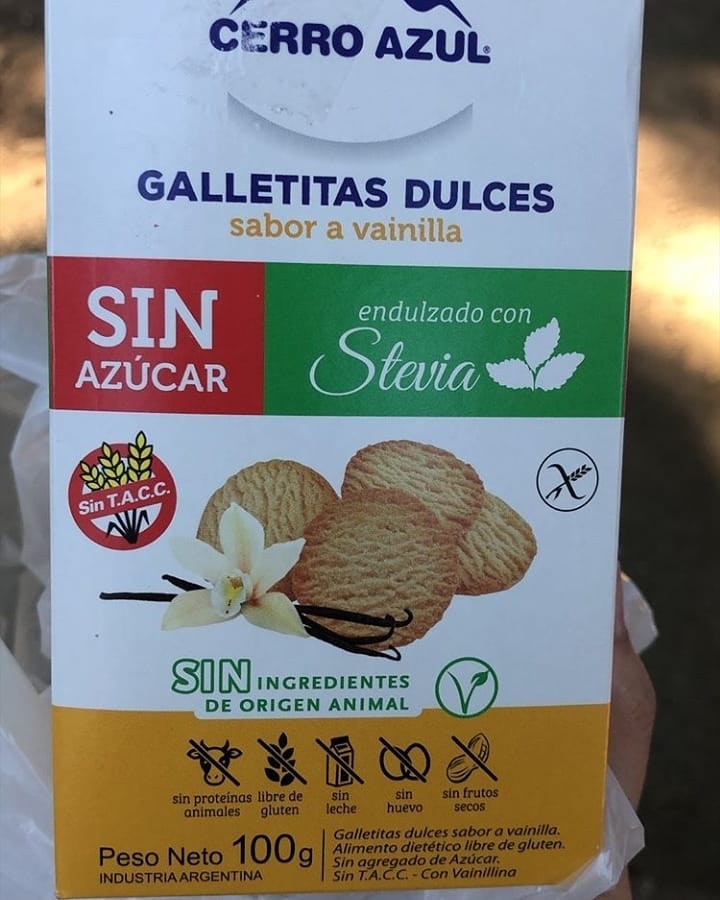 CERRO AZUL®
GALLETITAS DULCES
sabor a vainilla
SIN
AZÚCAR
endulzado con
Stevia
Sin T.A.C.C.
SIN INGREDIENTES
DE ORIGEN ANIMAL
sin proteínas
animales
libre de
gluten
sin
leche
sin
huevo
sin frutos
secos
Peso Neto 100g
INDUSTRIA ARGENTINA
Galletitas dulces sabor a vainilla.
Alimento dietético libre de gluten.
Sin agregado de Azúcar.
Sin T.A.C.C. - Con Vainillina